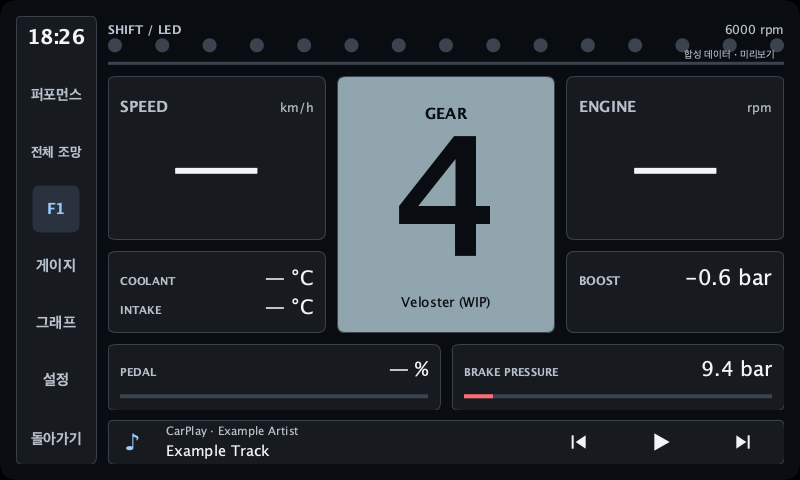 18:26
퍼포먼스
전체 조망
F1
게이지
그래프
설정
돌아가기
SHIFT / LED
6000 rpm
합성 데이터 · 미리보기
SPEED
km/h
—
GEAR
4
Veloster (WIP)
ENGINE
rpm
—
COOLANT
— °C
INTAKE
— °C
BOOST
−0.6 bar
PEDAL
— %
BRAKE PRESSURE
9.4 bar
CarPlay · Example Artist
Example Track